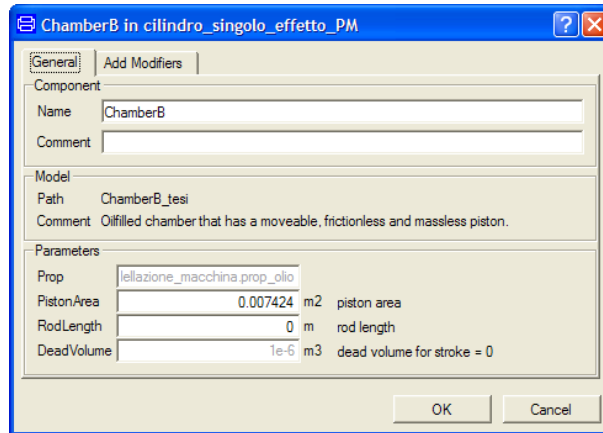 ChamberB in cilindro_singolo_effetto_PM
General Add Modifiers
Component
Name ChamberB
Comment
Model
Path ChamberB_tesi
Comment Oilfilled chamber that has a moveable, frictionless and massless piston.
Parameters
Prop lellazione_macchina.prop_olio
PistonArea 0.007424 m2 piston area
RodLength 0 m rod length
DeadVolume 1e-6 m3 dead volume for stroke = 0
OK Cancel